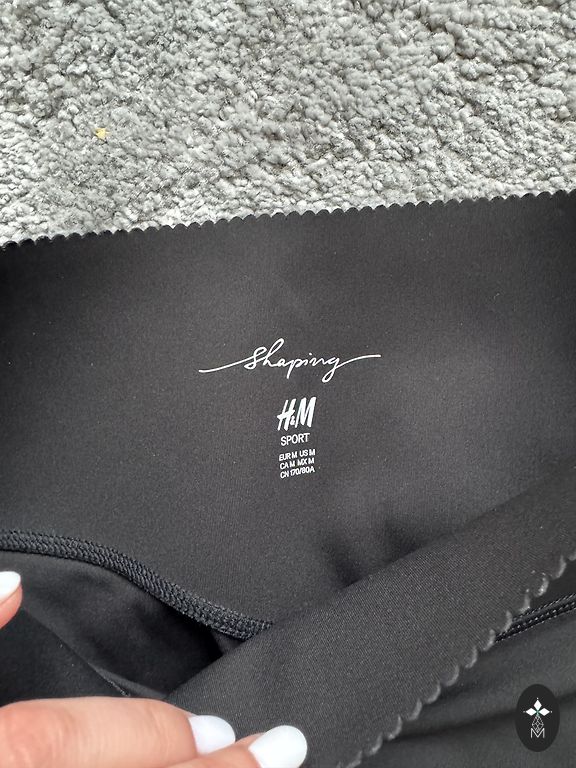 Shaping
H&M
SPORT
EUR M US M
CA M MX M
CN 170/80A
M